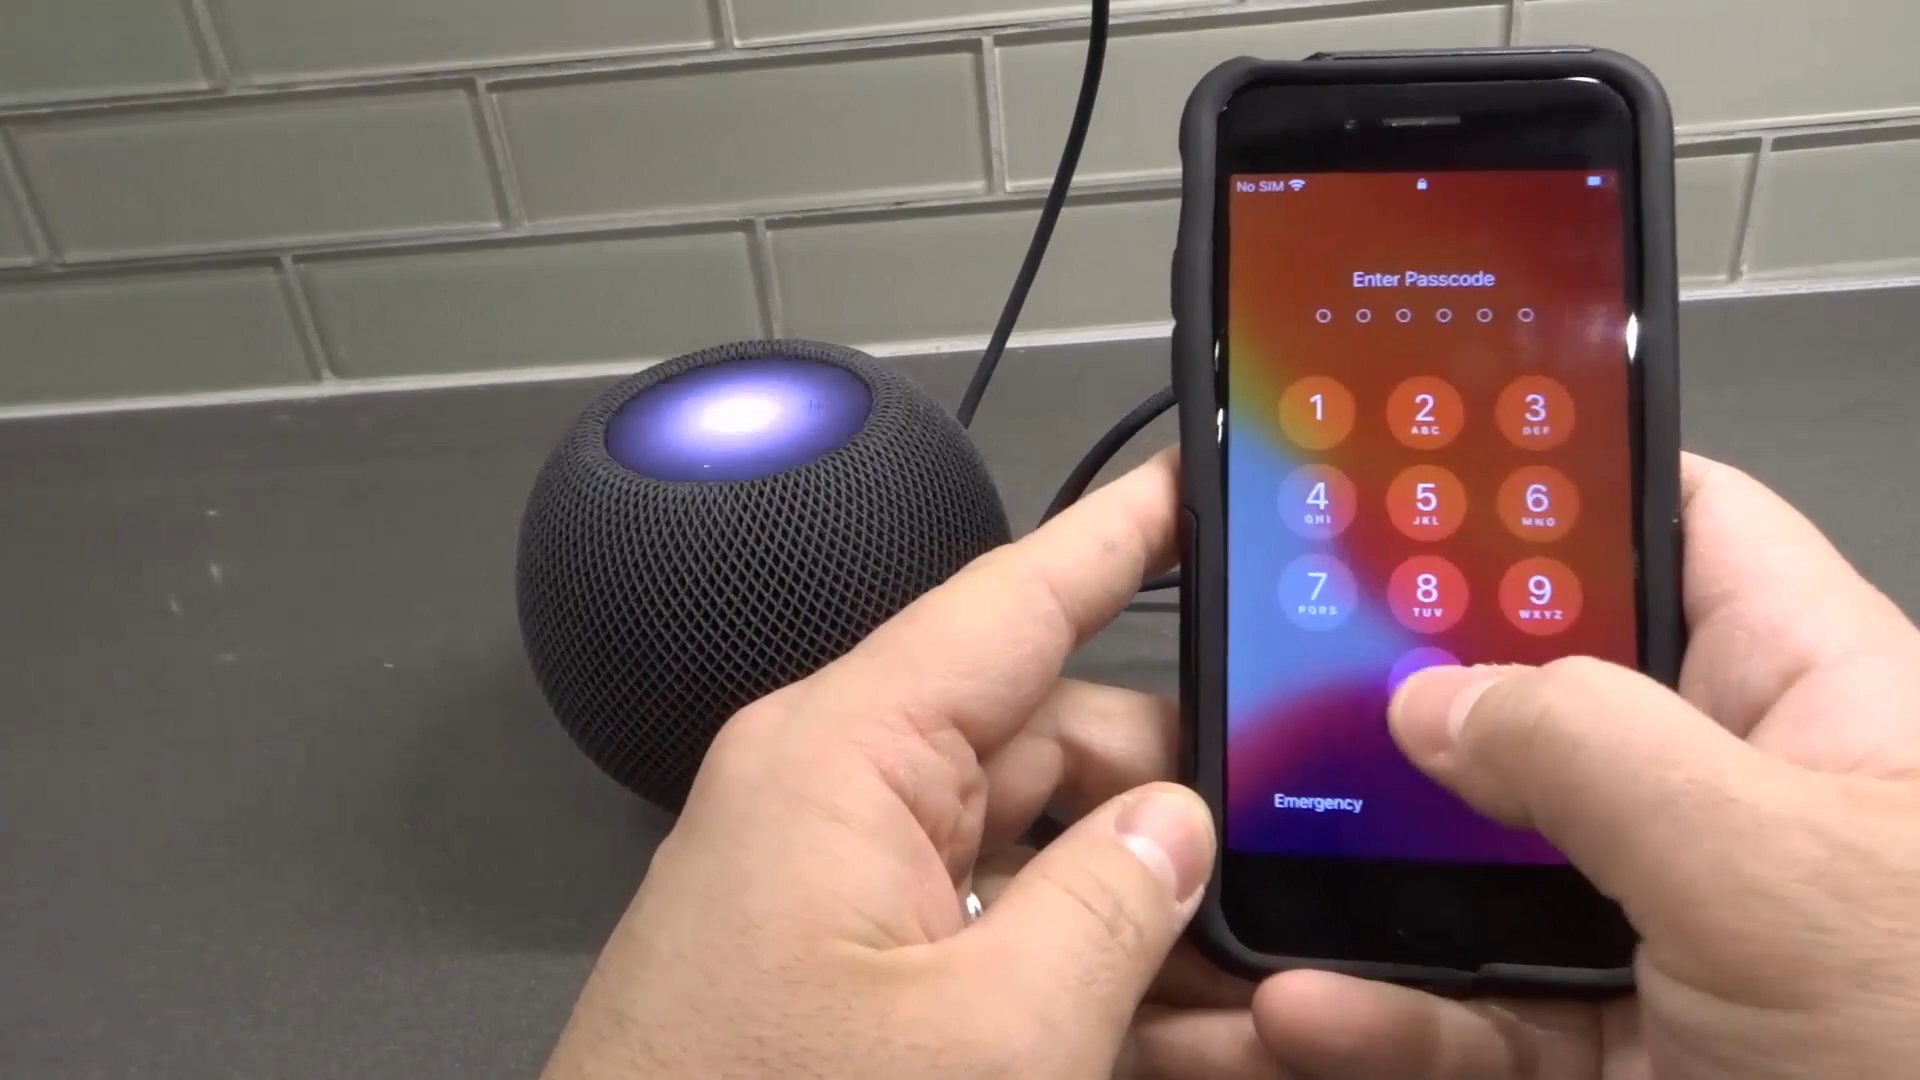 No SIM
Enter Passcode
1 2 3
ABC DEF
4 5 6
GHI JKL MNO
7 8 9
PQRS TUV WXYZ
Emergency